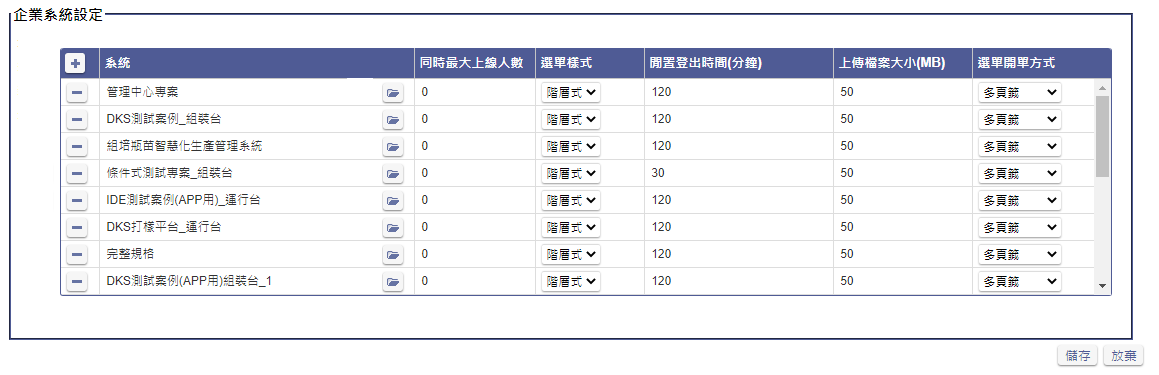 企業系統設定
系統 同時最大上線人數 選單樣式 閒置登出時間(分鐘) 上傳檔案大小(MB) 選單開單方式
管理中心專案 0 階層式 120 50 多頁籤
DKS測試案例_組裝台 0 階層式 120 50 多頁籤
組培瓶苗智慧化生產管理系統 0 階層式 120 50 多頁籤
條件式測試專案_組裝台 0 階層式 30 50 多頁籤
IDE測試案例(APP用)_運行台 0 階層式 120 50 多頁籤
DKS打樣平台_運行台 0 階層式 120 50 多頁籤
完整規格 0 階層式 120 50 多頁籤
DKS測試案例(APP用)組裝台_1 0 階層式 120 50 多頁籤
儲存 放棄